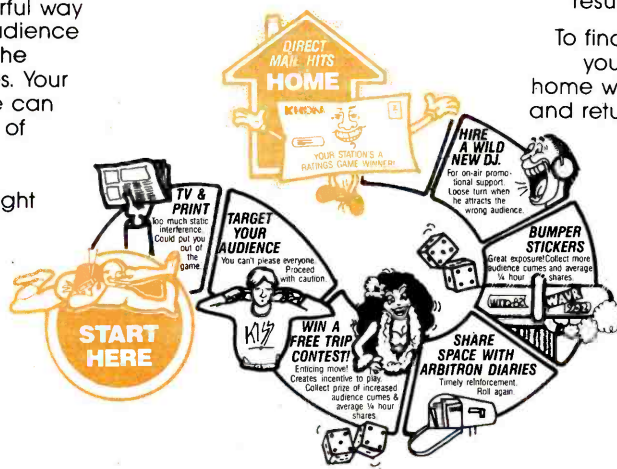 rful way
udience
he
s. Your
e can
of
ght
resu
To find
you
home w
and retu
DIRECT
MAIL HITS
HOME
KHON
YOUR STATION'S A
RATINGS GAME WINNER!
START
HERE
TV &
PRINT
Too much static
interference.
Could put you
out of
the
game.
TARGET
YOUR
AUDIENCE
You can't please everyone.
Proceed
with caution.
KISS
WIN A
FREE TRIP
CONTEST!
Enticing move!
Creates incentive to play.
Collect prize of increased
audience cumes &
average ¼ hour
shares.
SHARE
SPACE WITH
ARBITRON DIARIES
Timely reinforcement.
Roll again.
BUMPER
STICKERS
Great exposure! Collect more
audience cumes and average
¼ hour shares.
HIRE
A WILD
NEW DJ.
For on-air promo-
tional support.
Loose turn when
he attracts the
wrong audience.